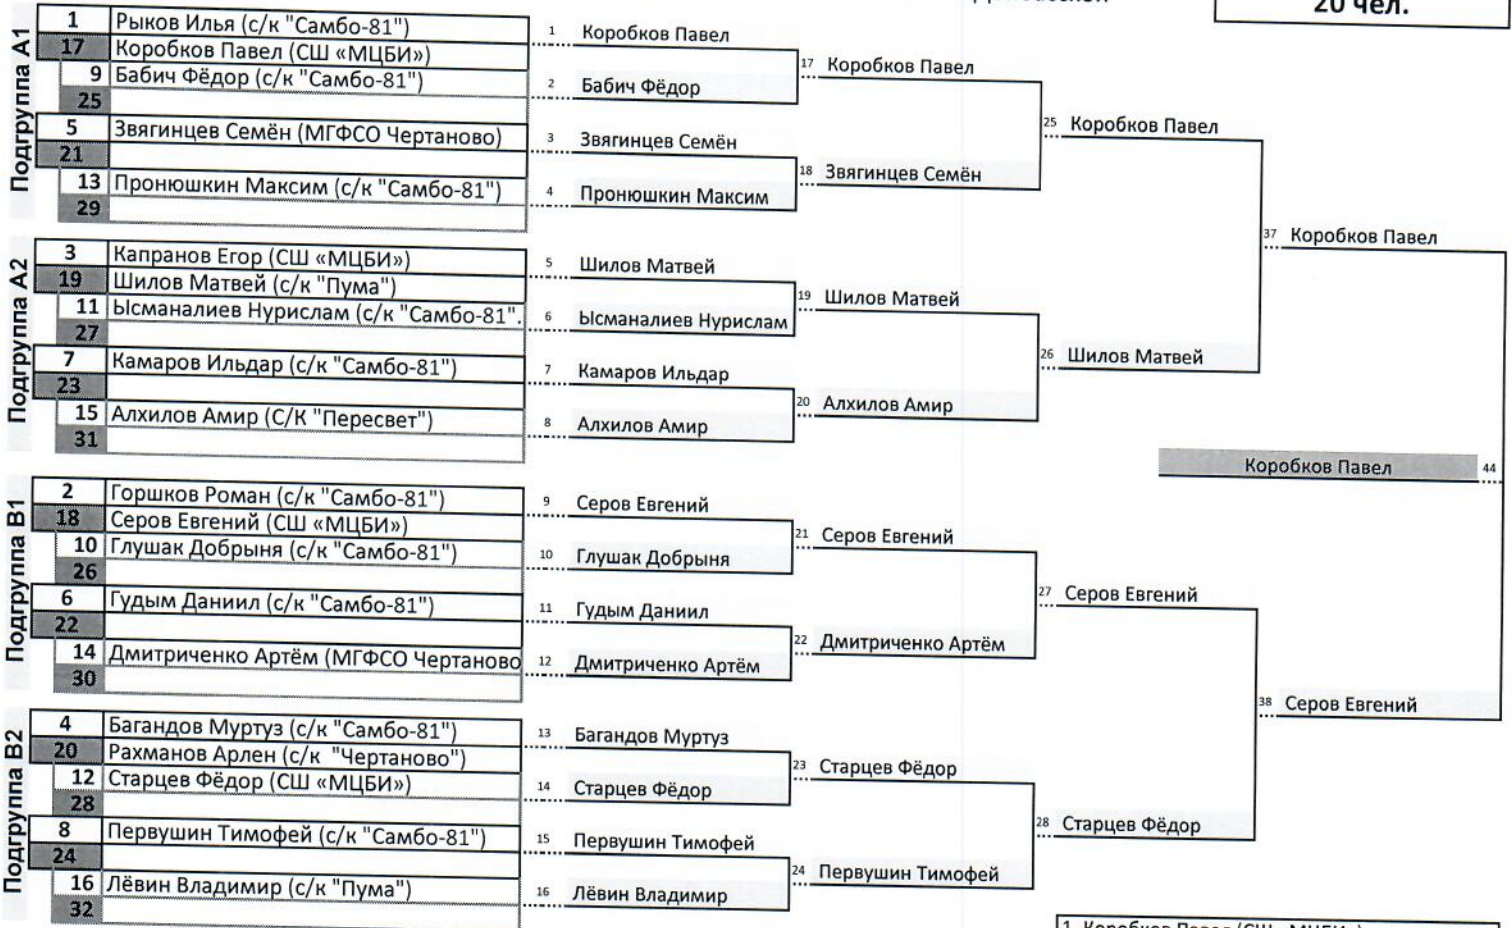 20 чел.
Подгруппа A1
1 Рыков Илья (с/к "Самбо-81")
17 Коробков Павел (СШ «МЦБИ»)
9 Бабич Фёдор (с/к "Самбо-81")
25
5 Звягинцев Семён (МГФСО Чертаново)
21
13 Пронюшкин Максим (с/к "Самбо-81")
29
Подгруппа A2
3 Капранов Егор (СШ «МЦБИ»)
19 Шилов Матвей (с/к "Пума")
11 Ысманалиев Нурислам (с/к "Самбо-81".
27
7 Камаров Ильдар (с/к "Самбо-81")
23
15 Алхилов Амир (С/К "Пересвет")
31
Подгруппа B1
2 Горшков Роман (с/к "Самбо-81")
18 Серов Евгений (СШ «МЦБИ»)
10 Глушак Добрыня (с/к "Самбо-81")
26
6 Гудым Даниил (с/к "Самбо-81")
22
14 Дмитриченко Артём (МГФСО Чертаново
30
Подгруппа B2
4 Багандов Муртуз (с/к "Самбо-81")
20 Рахманов Арлен (с/к "Чертаново")
12 Старцев Фёдор (СШ «МЦБИ»)
28
8 Первушин Тимофей (с/к "Самбо-81")
24
16 Лёвин Владимир (с/к "Пума")
32
1 Коробков Павел
2 Бабич Фёдор
3 Звягинцев Семён
4 Пронюшкин Максим
5 Шилов Матвей
6 Ысманалиев Нурислам
7 Камаров Ильдар
8 Алхилов Амир
9 Серов Евгений
10 Глушак Добрыня
11 Гудым Даниил
12 Дмитриченко Артём
13 Багандов Муртуз
14 Старцев Фёдор
15 Первушин Тимофей
16 Лёвин Владимир
17 Коробков Павел
18 Звягинцев Семён
19 Шилов Матвей
20 Алхилов Амир
21 Серов Евгений
22 Дмитриченко Артём
23 Старцев Фёдор
24 Первушин Тимофей
25 Коробков Павел
26 Шилов Матвей
27 Серов Евгений
28 Старцев Фёдор
37 Коробков Павел
38 Серов Евгений
Коробков Павел 44
1 Коробков Павел (СШ «МЦБИ»)